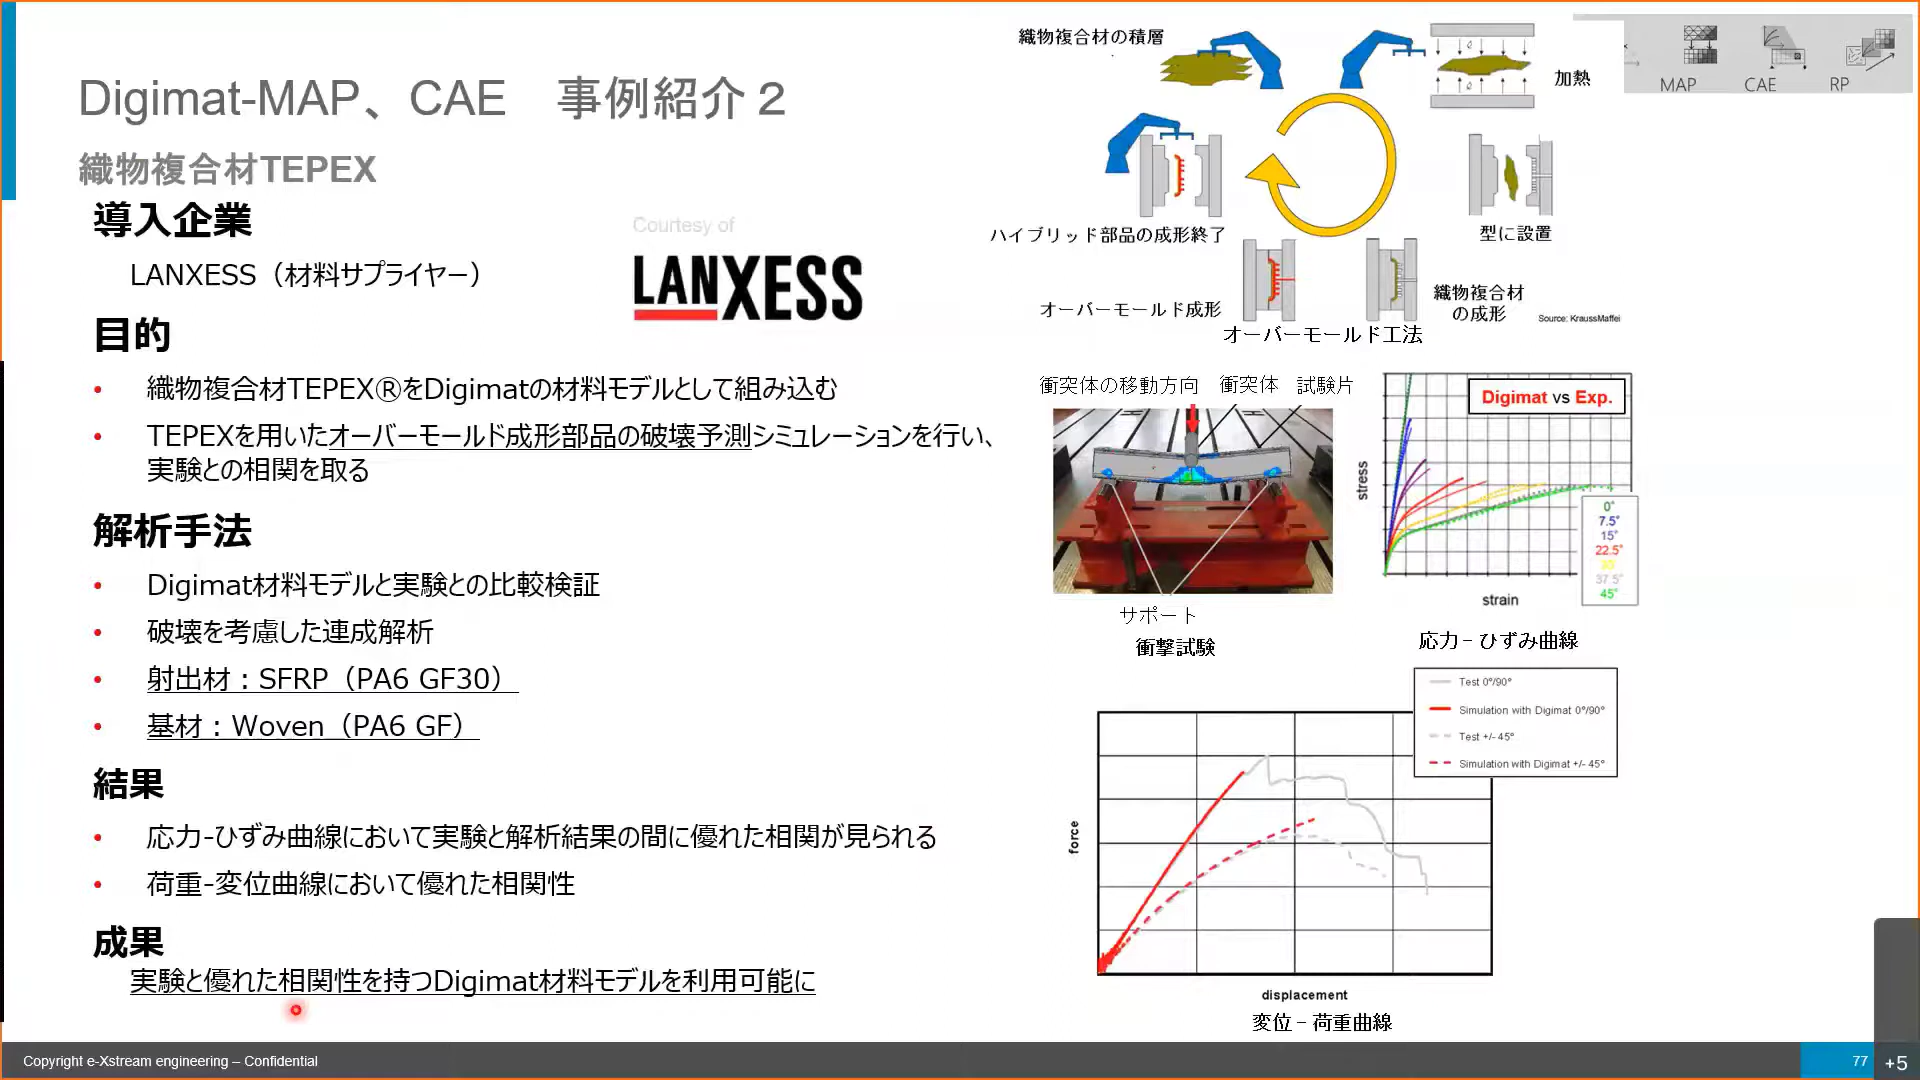 Digimat-MAP、CAE 事例紹介２
織物複合材TEPEX
導入企業
LANXESS（材料サプライヤー）
Courtesy of
LANXESS
目的
• 織物複合材TEPEXⓇをDigimatの材料モデルとして組み込む
• TEPEXを用いたオーバーモールド成形部品の破壊予測シミュレーションを行い、
実験との相関を取る
解析手法
• Digimat材料モデルと実験との比較検証
• 破壊を考慮した連成解析
• 射出材：SFRP（PA6 GF30）
• 基材：Woven（PA6 GF）
結果
• 応力-ひずみ曲線において実験と解析結果の間に優れた相関が見られる
• 荷重-変位曲線において優れた相関性
成果
実験と優れた相関性を持つDigimat材料モデルを利用可能に
織物複合材の積層
加熱
MAP
CAE
RP
ハイブリッド部品の成形終了
型に設置
オーバーモールド成形
織物複合材
の成形
Source: KraussMaffei
オーバーモールド工法
衝突体の移動方向 衝突体 試験片
サポート
衝撃試験
Digimat vs Exp.
stress
0°
7.5°
15°
22.5°
37.5°
45°
strain
応力－ひずみ曲線
Test 0°/90°
Simulation with Digimat 0°/90°
Test +/- 45°
Simulation with Digimat +/- 45°
force
displacement
変位－荷重曲線
Copyright e-Xstream engineering – Confidential
77
+5